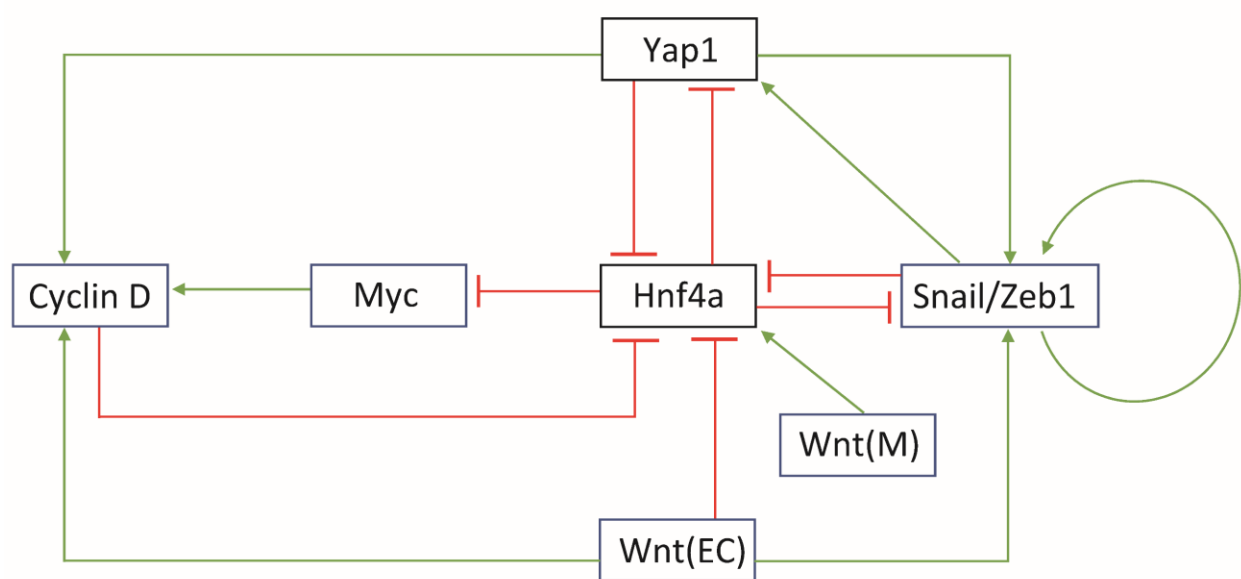 Yap1
Cyclin D
Myc
Hnf4a
Snail/Zeb1
Wnt(M)
Wnt(EC)